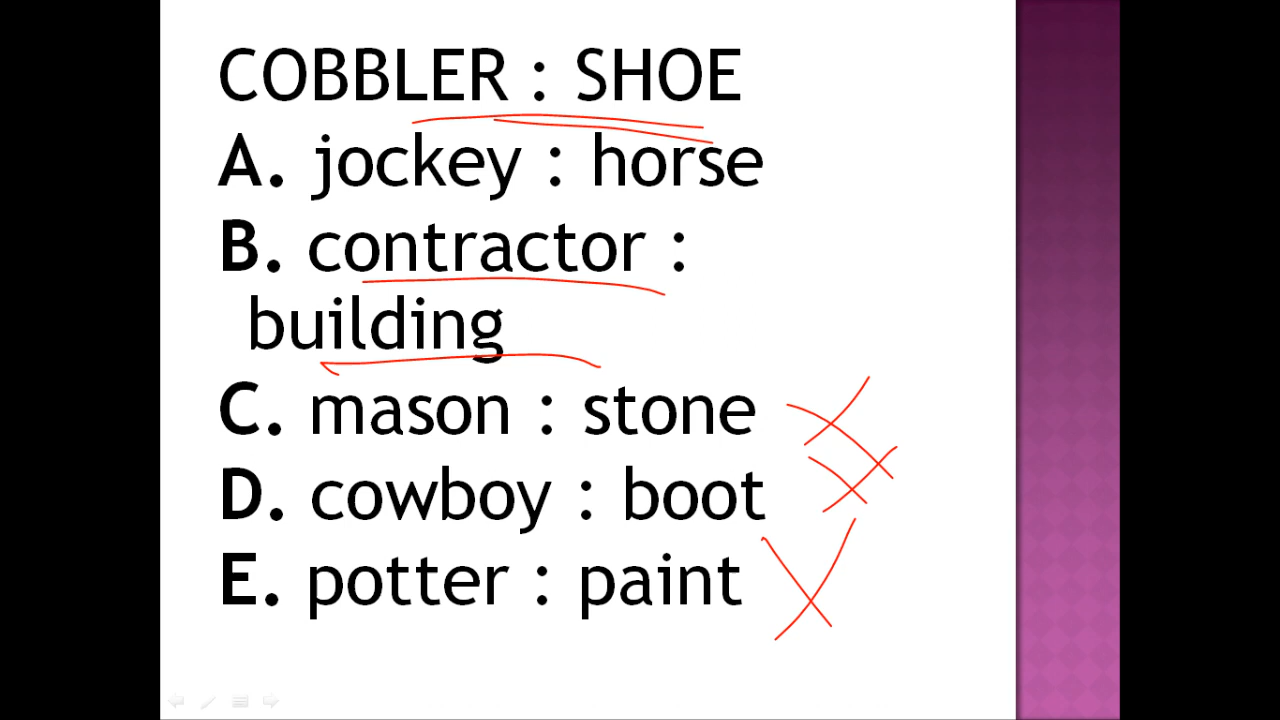 COBBLER : SHOE
A. jockey : horse
B. contractor :
building
C. mason : stone
D. cowboy : boot
E. potter : paint